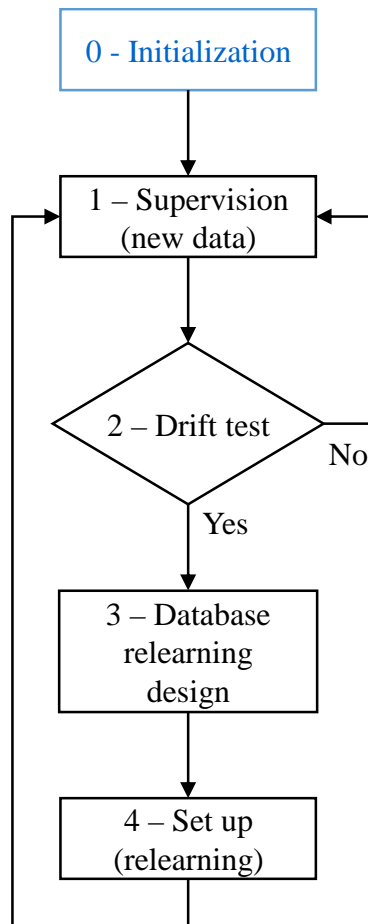 0 - Initialization
1 – Supervision
(new data)
2 – Drift test
No
Yes
3 – Database
relearning
design
4 – Set up
(relearning)